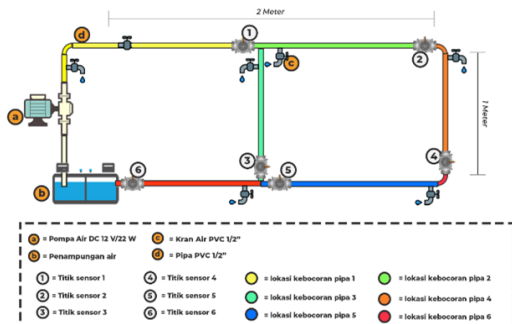 2 Meter
d
1
2
c
a
1 Meter
3
4
6
5
b
a = Pompa Air DC 12 V/22 W
c = Kran Air PVC 1/2"
b = Penampungan air
d = Pipa PVC 1/2"
1 = Titik sensor 1
4 = Titik sensor 4
= lokasi kebocoran pipa 1
= lokasi kebocoran pipa 2
2 = Titik sensor 2
5 = Titik sensor 5
= lokasi kebocoran pipa 3
= lokasi kebocoran pipa 4
3 = Titik sensor 3
6 = Titik sensor 6
= lokasi kebocoran pipa 5
= lokasi kebocoran pipa 6